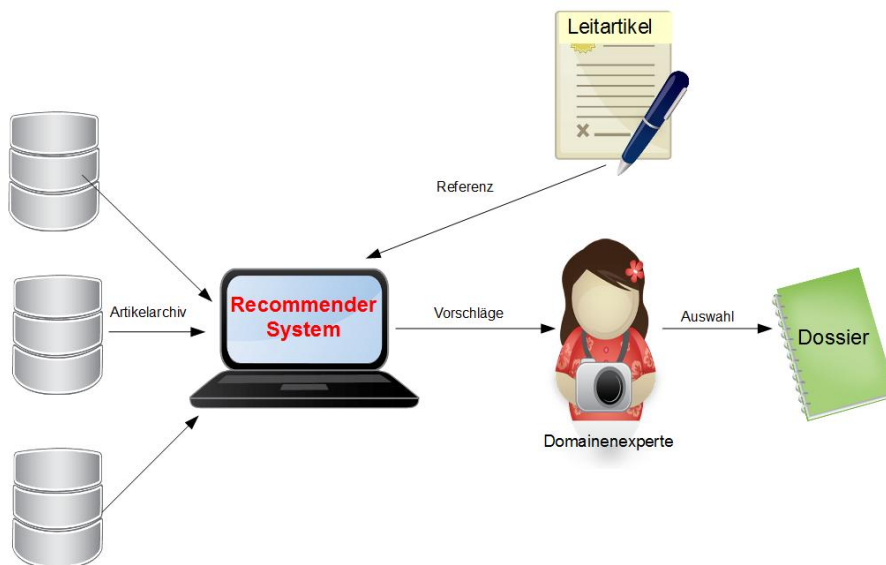 Leitartikel
Referenz
Artikelarchiv
Recommender
System
Vorschläge
Auswahl
Dossier
Domainenexperte